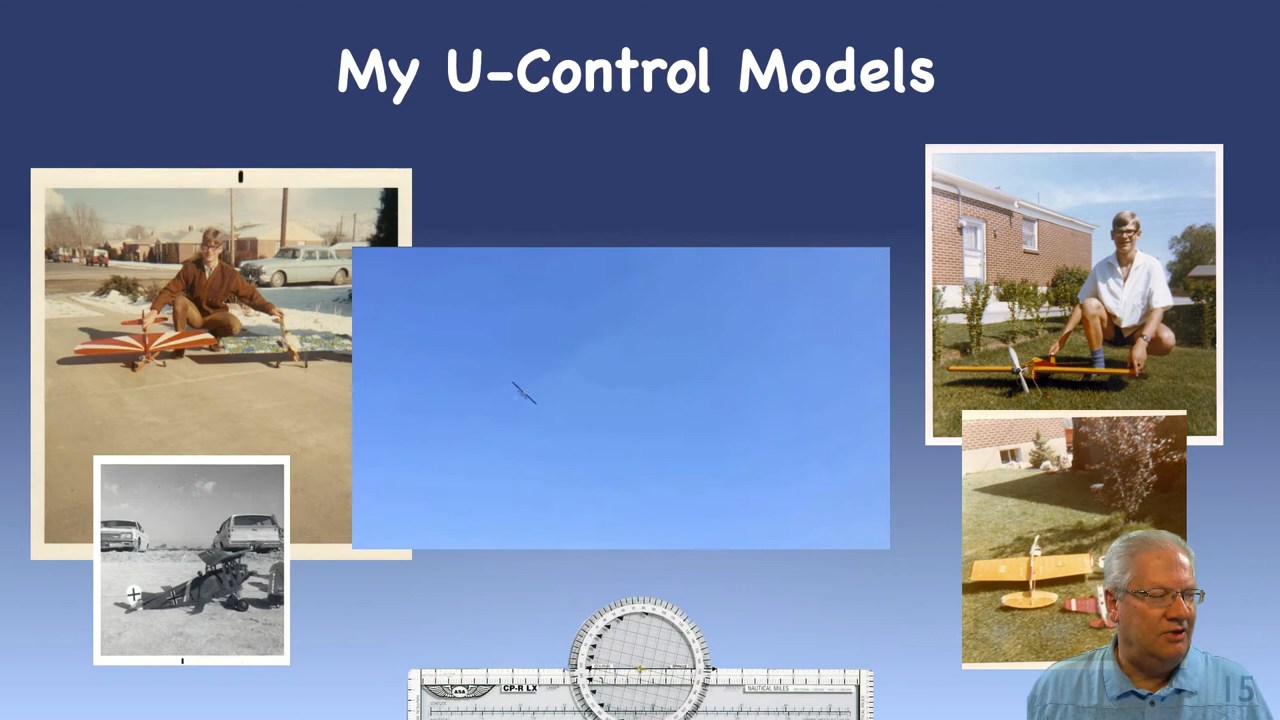 My U-Control Models
ASA
CP-R LX
NAUTICAL MILES
15